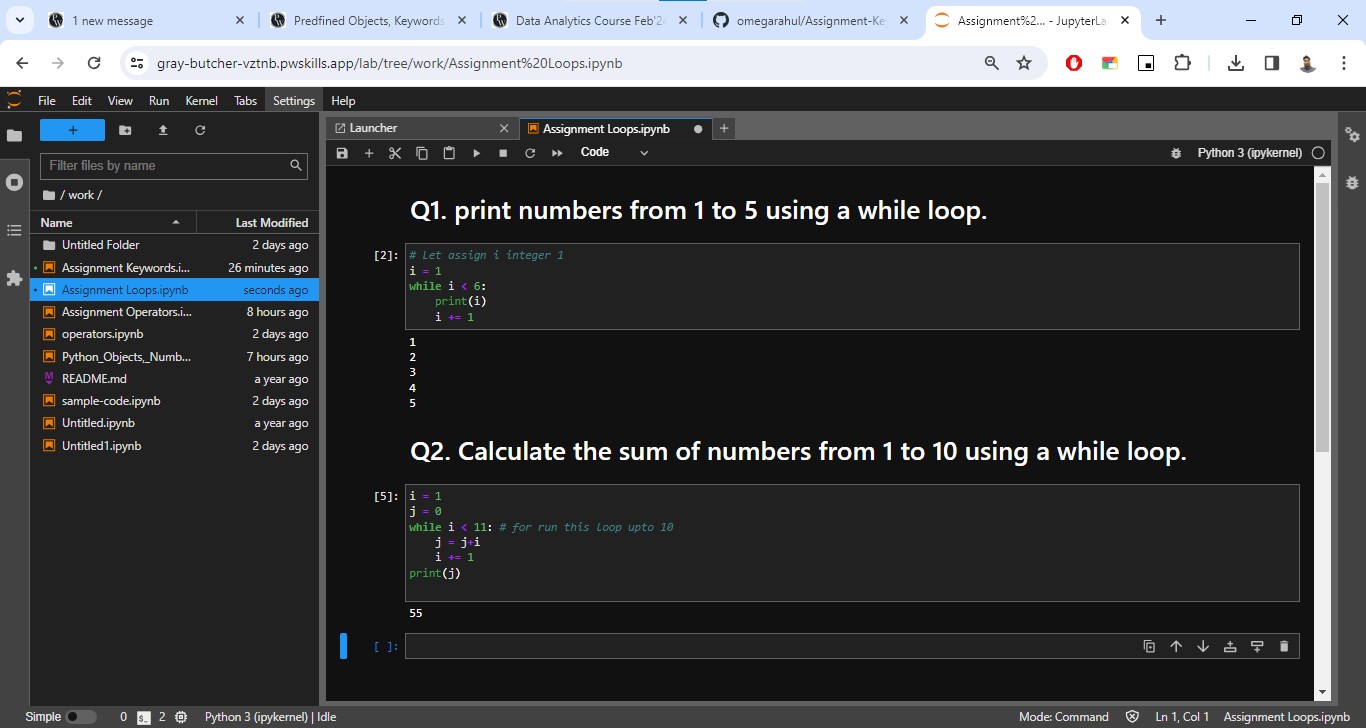 1 new message
Predfined Objects, Keywords
Data Analytics Course Feb'2
omegarahul/Assignment-Ke
Assignment%2... - JupyterLa
gray-butcher-vztnb.pwskills.app/lab/tree/work/Assignment%20Loops.ipynb
File Edit View Run Kernel Tabs Settings Help
Launcher
Assignment Loops.ipynb
Filter files by name
Code
Python 3 (ipykernel)
/ work /
Name Last Modified
Untitled Folder 2 days ago
Assignment Keywords.i... 26 minutes ago
Assignment Loops.ipynb seconds ago
Assignment Operators.i... 8 hours ago
operators.ipynb 2 days ago
Python_Objects,_Numb... 7 hours ago
README.md a year ago
sample-code.ipynb 2 days ago
Untitled.ipynb a year ago
Untitled1.ipynb 2 days ago
Q1. print numbers from 1 to 5 using a while loop.
[2]: # Let assign i integer 1
i = 1
while i < 6:
print(i)
i += 1
1
2
3
4
5
Q2. Calculate the sum of numbers from 1 to 10 using a while loop.
[5]: i = 1
j = 0
while i < 11: # for run this loop upto 10
j = j+i
i += 1
print(j)
55
[ ]:
Simple 0 2 Python 3 (ipykernel) | Idle Mode: Command Ln 1, Col 1 Assignment Loops.ipynb